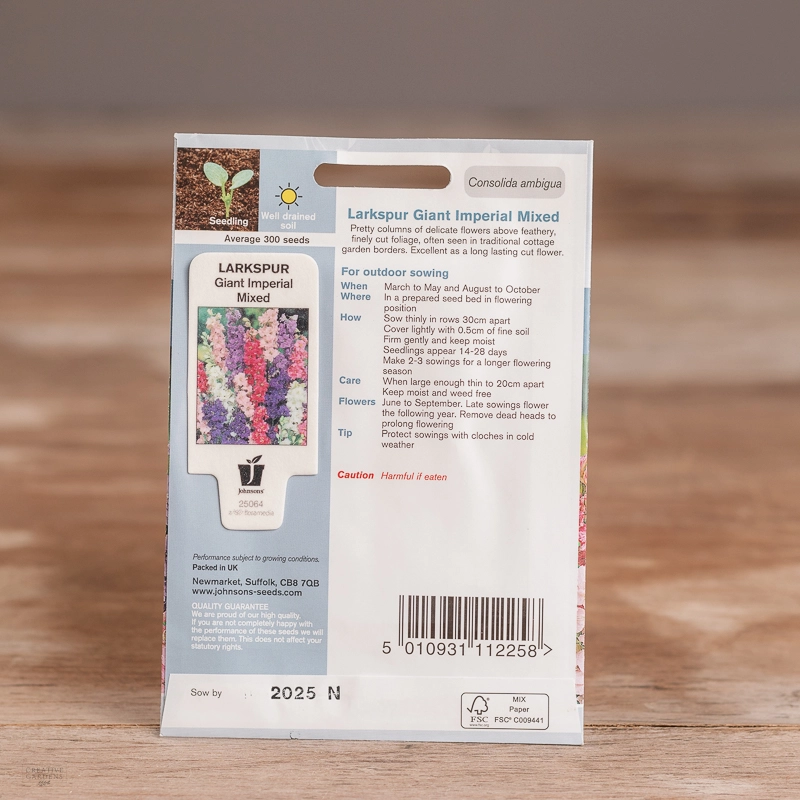 Seedling
Well drained
soil
Average 300 seeds
LARKSPUR
Giant Imperial
Mixed
Johnsons
25064
Performance subject to growing conditions.
Packed in UK
Newmarket, Suffolk, CB8 7QB
www.johnsons-seeds.com
QUALITY GUARANTEE
We are proud of our high quality.
If you are not completely happy with
the performance of these seeds we will
replace them. This does not affect your
statutory rights.
Consolida ambigua
Larkspur Giant Imperial Mixed
Pretty columns of delicate flowers above feathery,
finely cut foliage, often seen in traditional cottage
garden borders. Excellent as a long lasting cut flower.
For outdoor sowing
When March to May and August to October
Where In a prepared seed bed in flowering
position
How Sow thinly in rows 30cm apart
Cover lightly with 0.5cm of fine soil
Firm gently and keep moist
Seedlings appear 14-28 days
Make 2-3 sowings for a longer flowering
season
Care When large enough thin to 20cm apart
Keep moist and weed free
Flowers June to September. Late sowings flower
the following year. Remove dead heads to
prolong flowering
Tip Protect sowings with cloches in cold
weather
Caution Harmful if eaten
5 010931 112258 >
Sow by 2025 N
FSC
www.fsc.org
MIX
Paper
FSC® C009441
CREATIVE
GARDENS